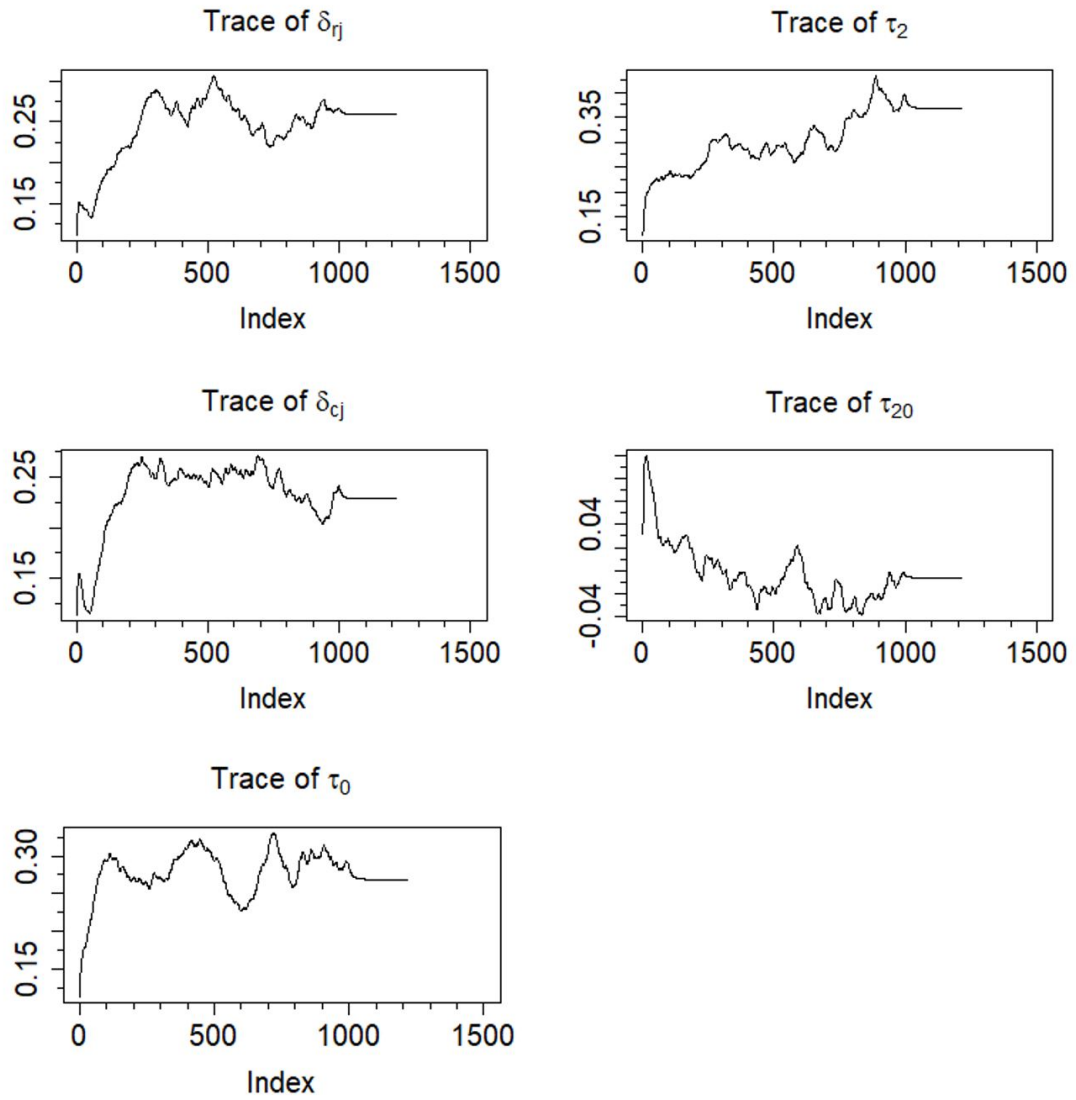 Trace of δrj
0.15 0.25
0 500 1000 1500
Index
Trace of τ2
0.15 0.35
0 500 1000 1500
Index
Trace of δcj
0.15 0.25
0 500 1000 1500
Index
Trace of τ20
-0.04 0.04
0 500 1000 1500
Index
Trace of τ0
0.15 0.30
0 500 1000 1500
Index